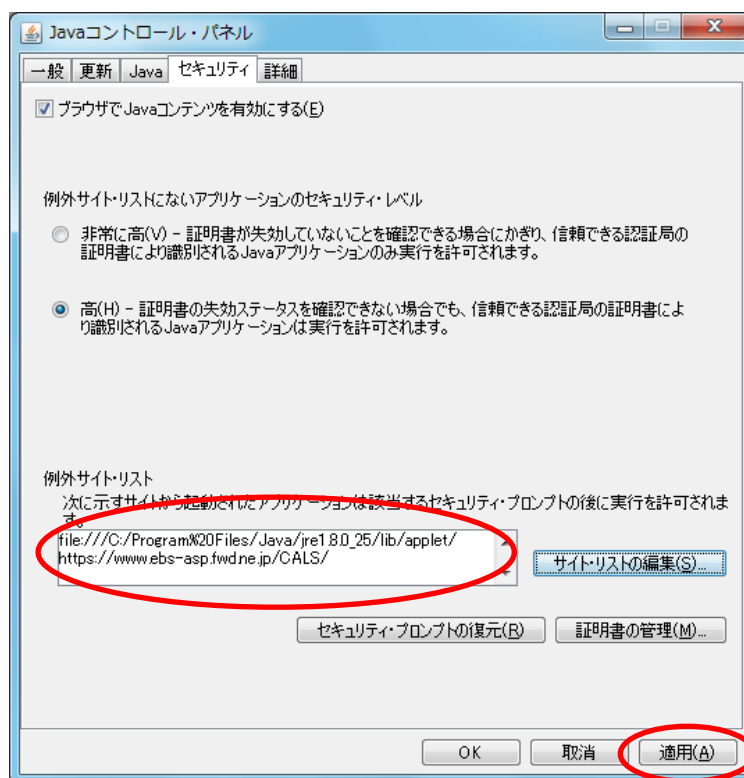 Javaコントロール・パネル
一般 更新 Java セキュリティ 詳細
ブラウザでJavaコンテンツを有効にする(E)
例外サイト・リストにないアプリケーションのセキュリティ・レベル
非常に高(V) - 証明書が失効していないことを確認できる場合にかぎり、信頼できる認証局の
証明書により識別されるJavaアプリケーションのみ実行を許可されます。
高(H) - 証明書の失効ステータスを確認できない場合でも、信頼できる認証局の証明書によ
り識別されるJavaアプリケーションは実行を許可されます。
例外サイト・リスト
次に示すサイトから起動されたアプリケーションは該当するセキュリティ・プロンプトの後に実行を許可されま
す。
file:///C:/Program%20Files/Java/jre1.8.0_25/lib/applet/
https://www.ebs-asp.fwd.ne.jp/CALS/
サイト・リストの編集(S)...
セキュリティ・プロンプトの復元(R) 証明書の管理(M)...
OK 取消 適用(A)